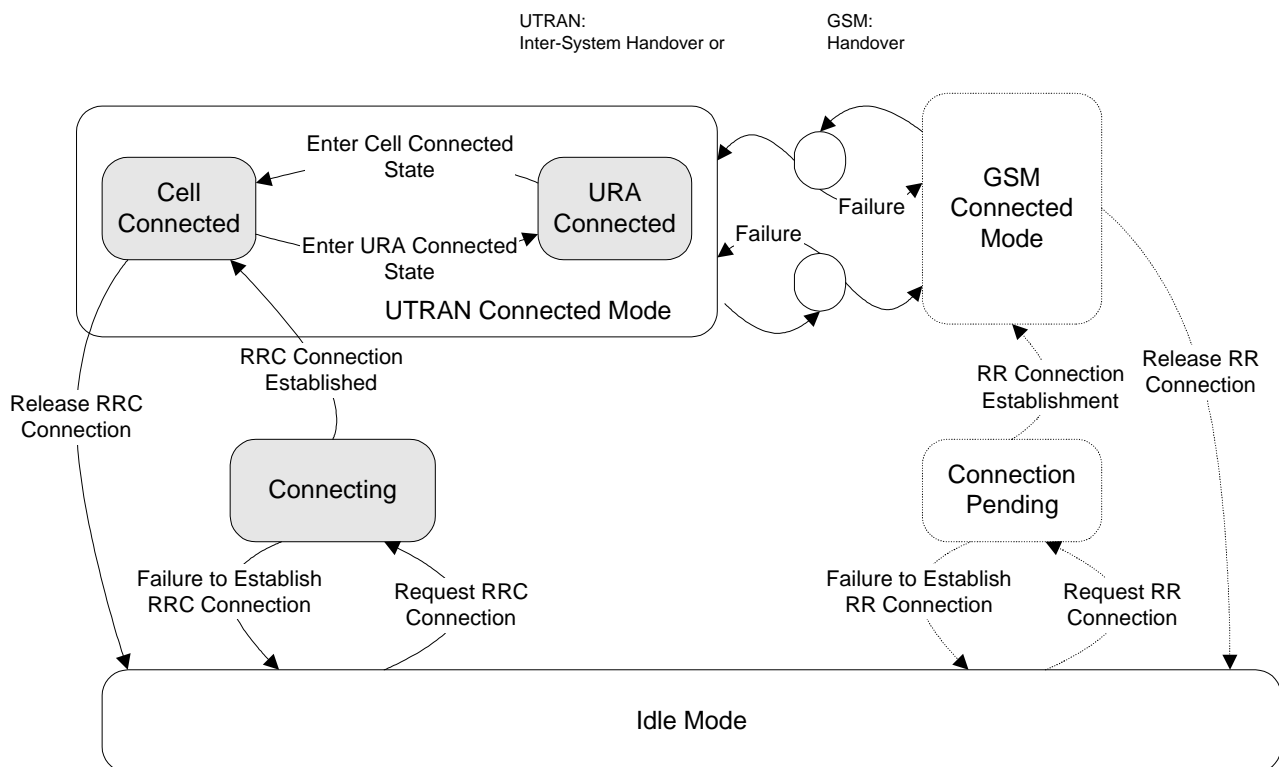 UTRAN:
Inter-System Handover or
GSM:
Handover
Enter Cell Connected
State
Cell
Connected
URA
Connected
Enter URA Connected
State
UTRAN Connected Mode
Failure
Failure
GSM
Connected
Mode
RRC Connection
Established
Release RRC
Connection
RR Connection
Establishment
Release RR
Connection
Connecting
Connection
Pending
Failure to Establish
RRC Connection
Request RRC
Connection
Failure to Establish
RR Connection
Request RR
Connection
Idle Mode